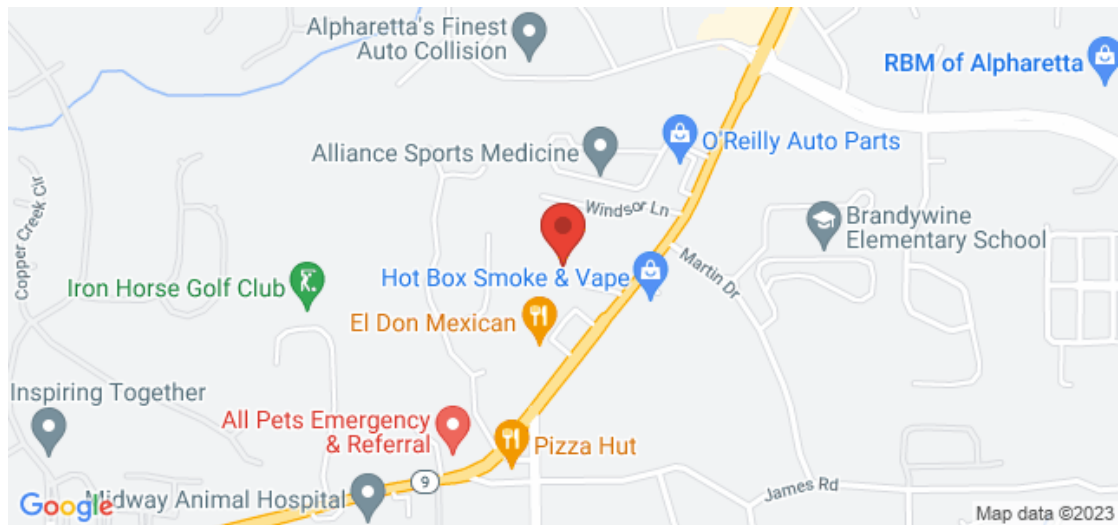 Alpharetta's Finest
Auto Collision
RBM of Alpharetta
O'Reilly Auto Parts
Alliance Sports Medicine
Copper Creek Cir
Windsor Ln
Brandywine
Elementary School
Martin Dr
Hot Box Smoke & Vape
Iron Horse Golf Club
El Don Mexican
Inspiring Together
All Pets Emergency
& Referral
Pizza Hut
9
James Rd
Midway Animal Hospital
Google
Map data ©2023